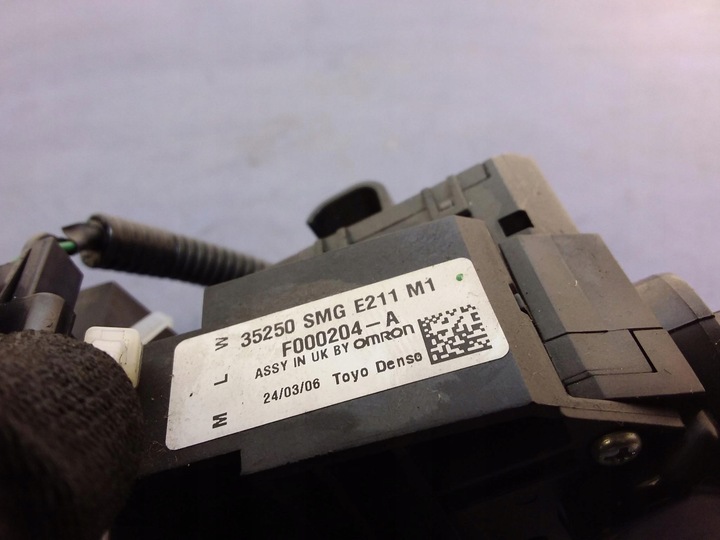 35250 SMG E211 M1
F000204-A
ASSY IN UK BY OMRON
24/03/06 Toyo Denso
M L W